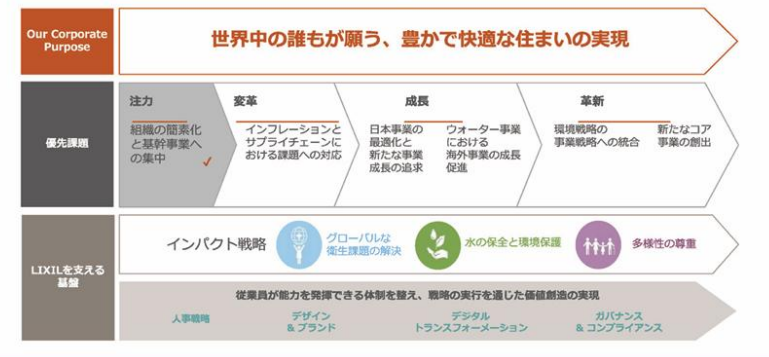 Our Corporate
Purpose
世界中の誰もが願う、豊かで快適な住まいの実現
優先課題
注力
組織の簡素化
と基幹事業へ
の集中
変革
インフレーションと
サプライチェーンに
おける課題への対応
成長
日本事業の
最適化と
新たな事業
成長の追求
ウォーター事業
における
海外事業の成長
促進
革新
環境戦略の
事業戦略への統合
新たなコア
事業の創出
LIXILを支える
基盤
インパクト戦略
グローバルな
衛生課題の解決
水の保全と環境保護
多様性の尊重
従業員が能力を発揮できる体制を整え、戦略の実行を通じた価値創造の実現
人事戦略
デザイン
& ブランド
デジタル
トランスフォーメーション
ガバナンス
& コンプライアンス